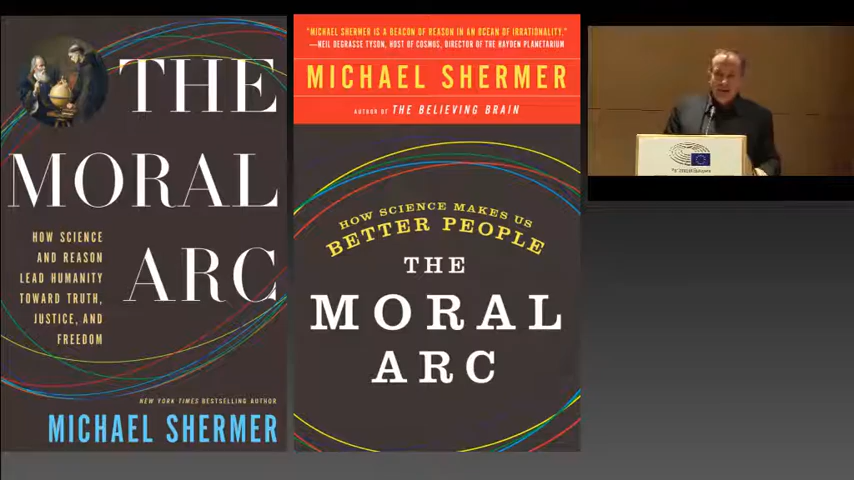 THE
MORAL
ARC
HOW SCIENCE
AND REASON
LEAD HUMANITY
TOWARD TRUTH,
JUSTICE, AND
FREEDOM
NEW YORK TIMES BESTSELLING AUTHOR
MICHAEL SHERMER
"MICHAEL SHERMER IS A BEACON OF REASON IN AN OCEAN OF IRRATIONALITY."
—NEIL DEGRASSE TYSON, HOST OF COSMOS, DIRECTOR OF THE HAYDEN PLANETARIUM
MICHAEL SHERMER
AUTHOR OF THE BELIEVING BRAIN
HOW SCIENCE MAKES US
BETTER PEOPLE
THE
MORAL
ARC